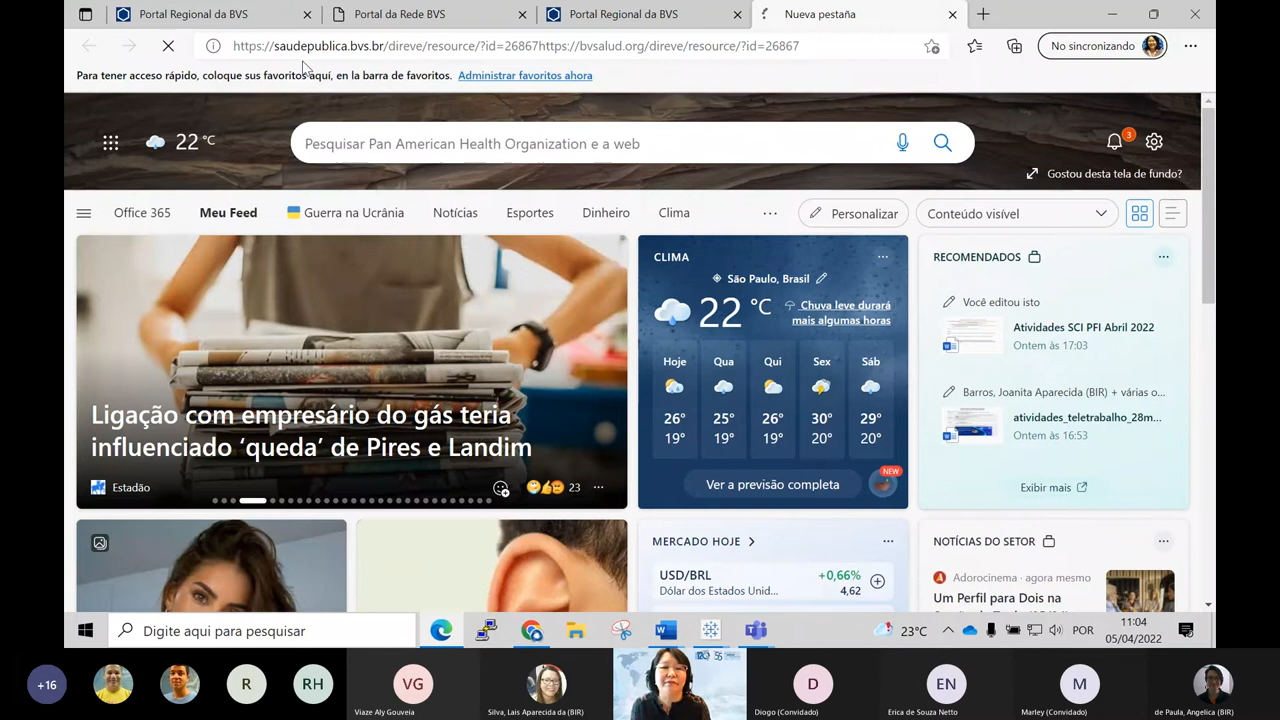 Portal Regional da BVS
Portal da Rede BVS
Portal Regional da BVS
Nueva pestaña
https://saudepublica.bvs.br/direve/resource/?id=26867https://bvsalud.org/direve/resource/?id=26867
No sincronizando
Para tener acceso rápido, coloque sus favoritos aquí, en la barra de favoritos. Administrar favoritos ahora
22 °C
Pesquisar Pan American Health Organization e a web
3
Gostou desta tela de fundo?
Office 365
Meu Feed
Guerra na Ucrânia
Notícias
Esportes
Dinheiro
Clima
Personalizar
Conteúdo visível
Ligação com empresário do gás teria
influenciado ‘queda’ de Pires e Landim
Estadão
23
CLIMA
São Paulo, Brasil
22 °C
Chuva leve durará
mais algumas horas
Hoje Qua Qui Sex Sáb
26° 25° 26° 30° 29°
19° 19° 19° 20° 20°
Ver a previsão completa
NEW
RECOMENDADOS
Você editou isto
Atividades SCI PFI Abril 2022
Ontem às 17:03
Barros, Joanita Aparecida (BIR) + várias o...
atividades_teletrabalho_28m...
Ontem às 16:53
Exibir mais
MERCADO HOJE
USD/BRL +0,66%
Dólar dos Estados Unid... 4,62
NOTÍCIAS DO SETOR
Adorocinema · agora mesmo
Um Perfil para Dois na
Digite aqui para pesquisar
23°C
POR
11:04
05/04/2022
+16
R
RH
VG
Viaze Aly Gouveia
Silva, Lais Aparecida da (BIR)
D
Diogo (Convidado)
EN
Erica de Souza Netto
M
Marley (Convidado)
de Paula, Angelica (BIR)